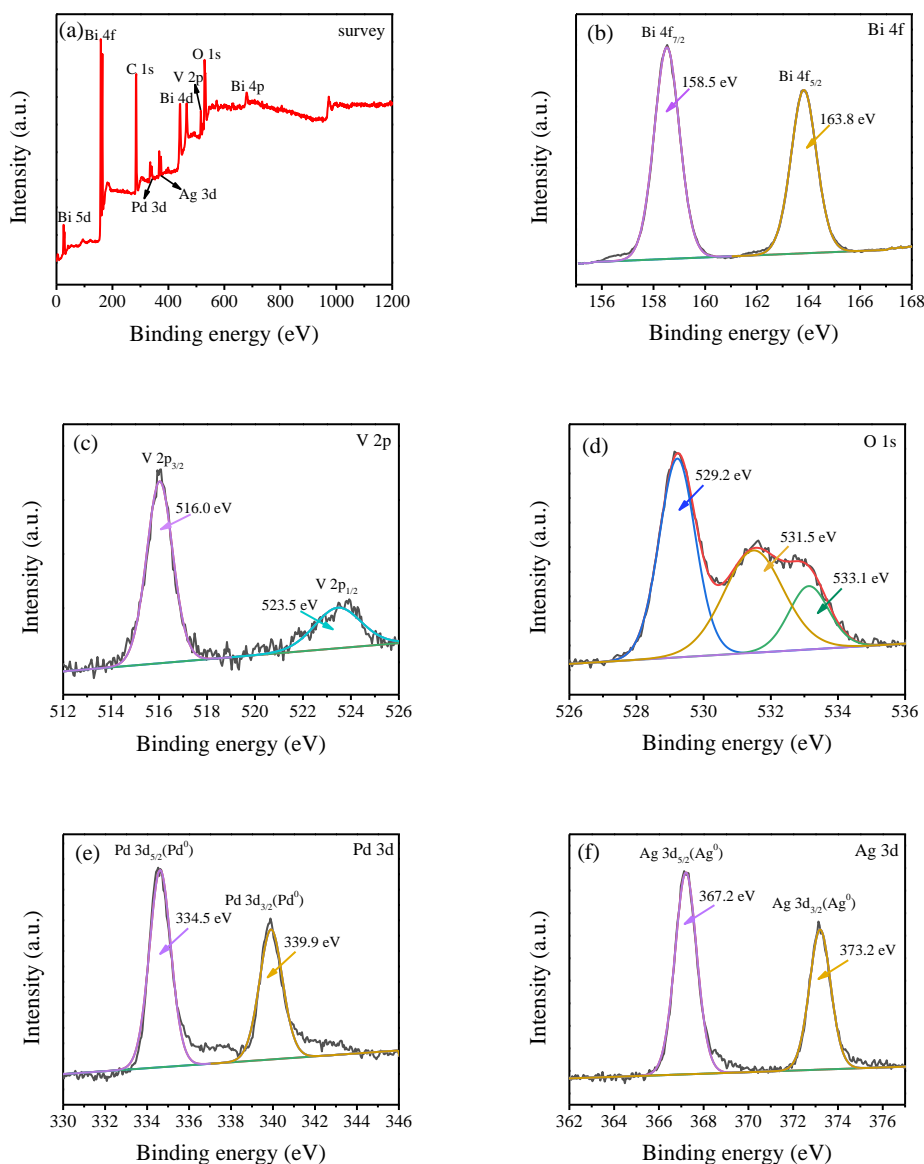 (a)
survey
Bi 4f
C 1s
O 1s
V 2p
Bi 4d
Bi 4p
Pd 3d
Ag 3d
Bi 5d
Intensity (a.u.)
0 200 400 600 800 1000 1200
Binding energy (eV)
(b)
Bi 4f
Bi 4f7/2
158.5 eV
Bi 4f5/2
163.8 eV
Intensity (a.u.)
156 158 160 162 164 166 168
Binding energy (eV)
(c)
V 2p
V 2p3/2
516.0 eV
V 2p1/2
523.5 eV
Intensity (a.u.)
512 514 516 518 520 522 524 526
Binding energy (eV)
(d)
O 1s
529.2 eV
531.5 eV
533.1 eV
Intensity (a.u.)
526 528 530 532 534 536
Binding energy (eV)
(e)
Pd 3d
Pd 3d5/2(Pd0)
334.5 eV
Pd 3d3/2(Pd0)
339.9 eV
Intensity (a.u.)
330 332 334 336 338 340 342 344 346
Binding energy (eV)
(f)
Ag 3d
Ag 3d5/2(Ag0)
367.2 eV
Ag 3d3/2(Ag0)
373.2 eV
Intensity (a.u.)
362 364 366 368 370 372 374 376
Binding energy (eV)